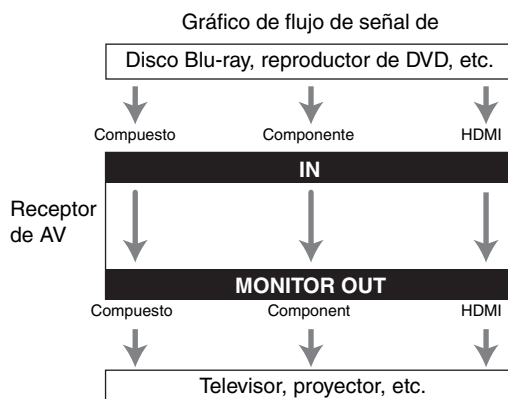 Gráfico de flujo de señal de
Disco Blu-ray, reproductor de DVD, etc.
Compuesto Componente HDMI
IN
Receptor
de AV
MONITOR OUT
Compuesto Component HDMI
Televisor, proyector, etc.